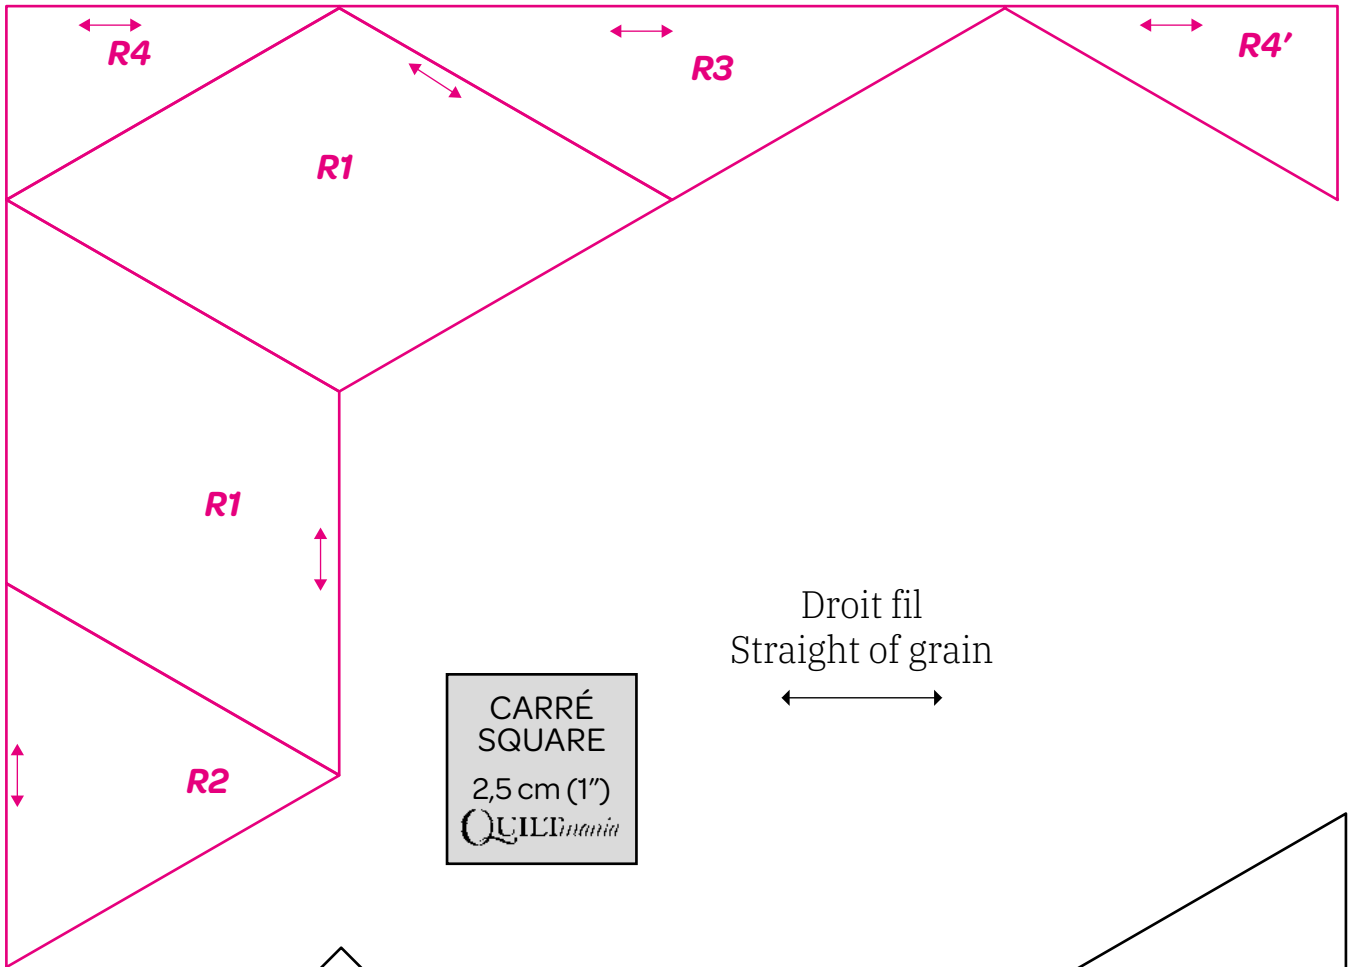 R4
R3
R4’
R1
R1
Droit fil
Straight of grain
CARRÉ
SQUARE
2,5 cm (1”)
QUILTmania
R2